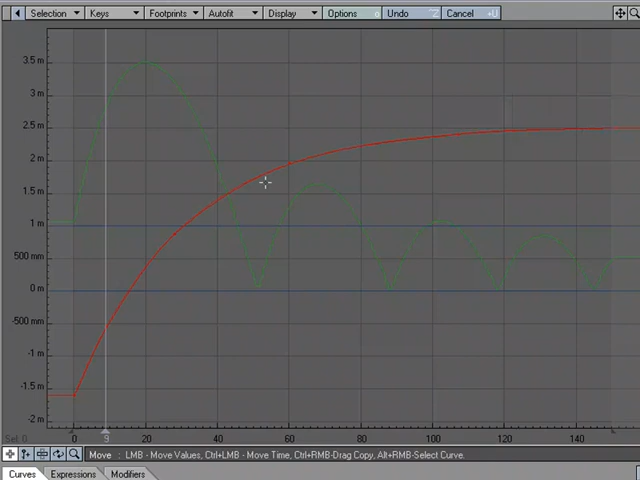 Selection Keys Footprints Autofit Display Options o Undo Cancel +U
3.5 m
3 m
2.5 m
2 m
1.5 m
1 m
500 mm
0 m
-500 mm
-1 m
-1.5 m
-2 m
Sel: 0 0 9 20 40 60 80 100 120 140
Move : LMB - Move Values, Ctrl+LMB - Move Time, Ctrl+RMB-Drag Copy, Alt+RMB-Select Curve.
Curves Expressions Modifiers